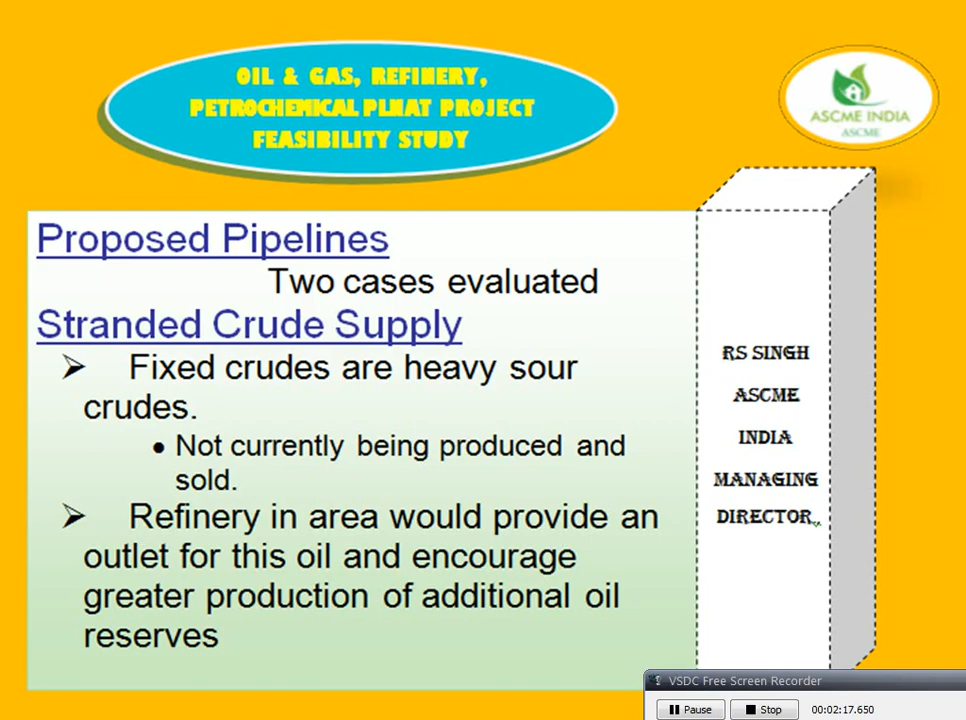 OIL & GAS, REFINERY,
PETROCHEMICAL PLNAT PROJECT
FEASIBILITY STUDY
ASCME INDIA
ASCME
Proposed Pipelines
Two cases evaluated
Stranded Crude Supply
➢ Fixed crudes are heavy sour
crudes.
• Not currently being produced and
sold.
➢ Refinery in area would provide an
outlet for this oil and encourage
greater production of additional oil
reserves
RS SINGH
ASCME
INDIA
MANAGING
DIRECTOR..
VSDC Free Screen Recorder
Pause Stop 00:02:17.650